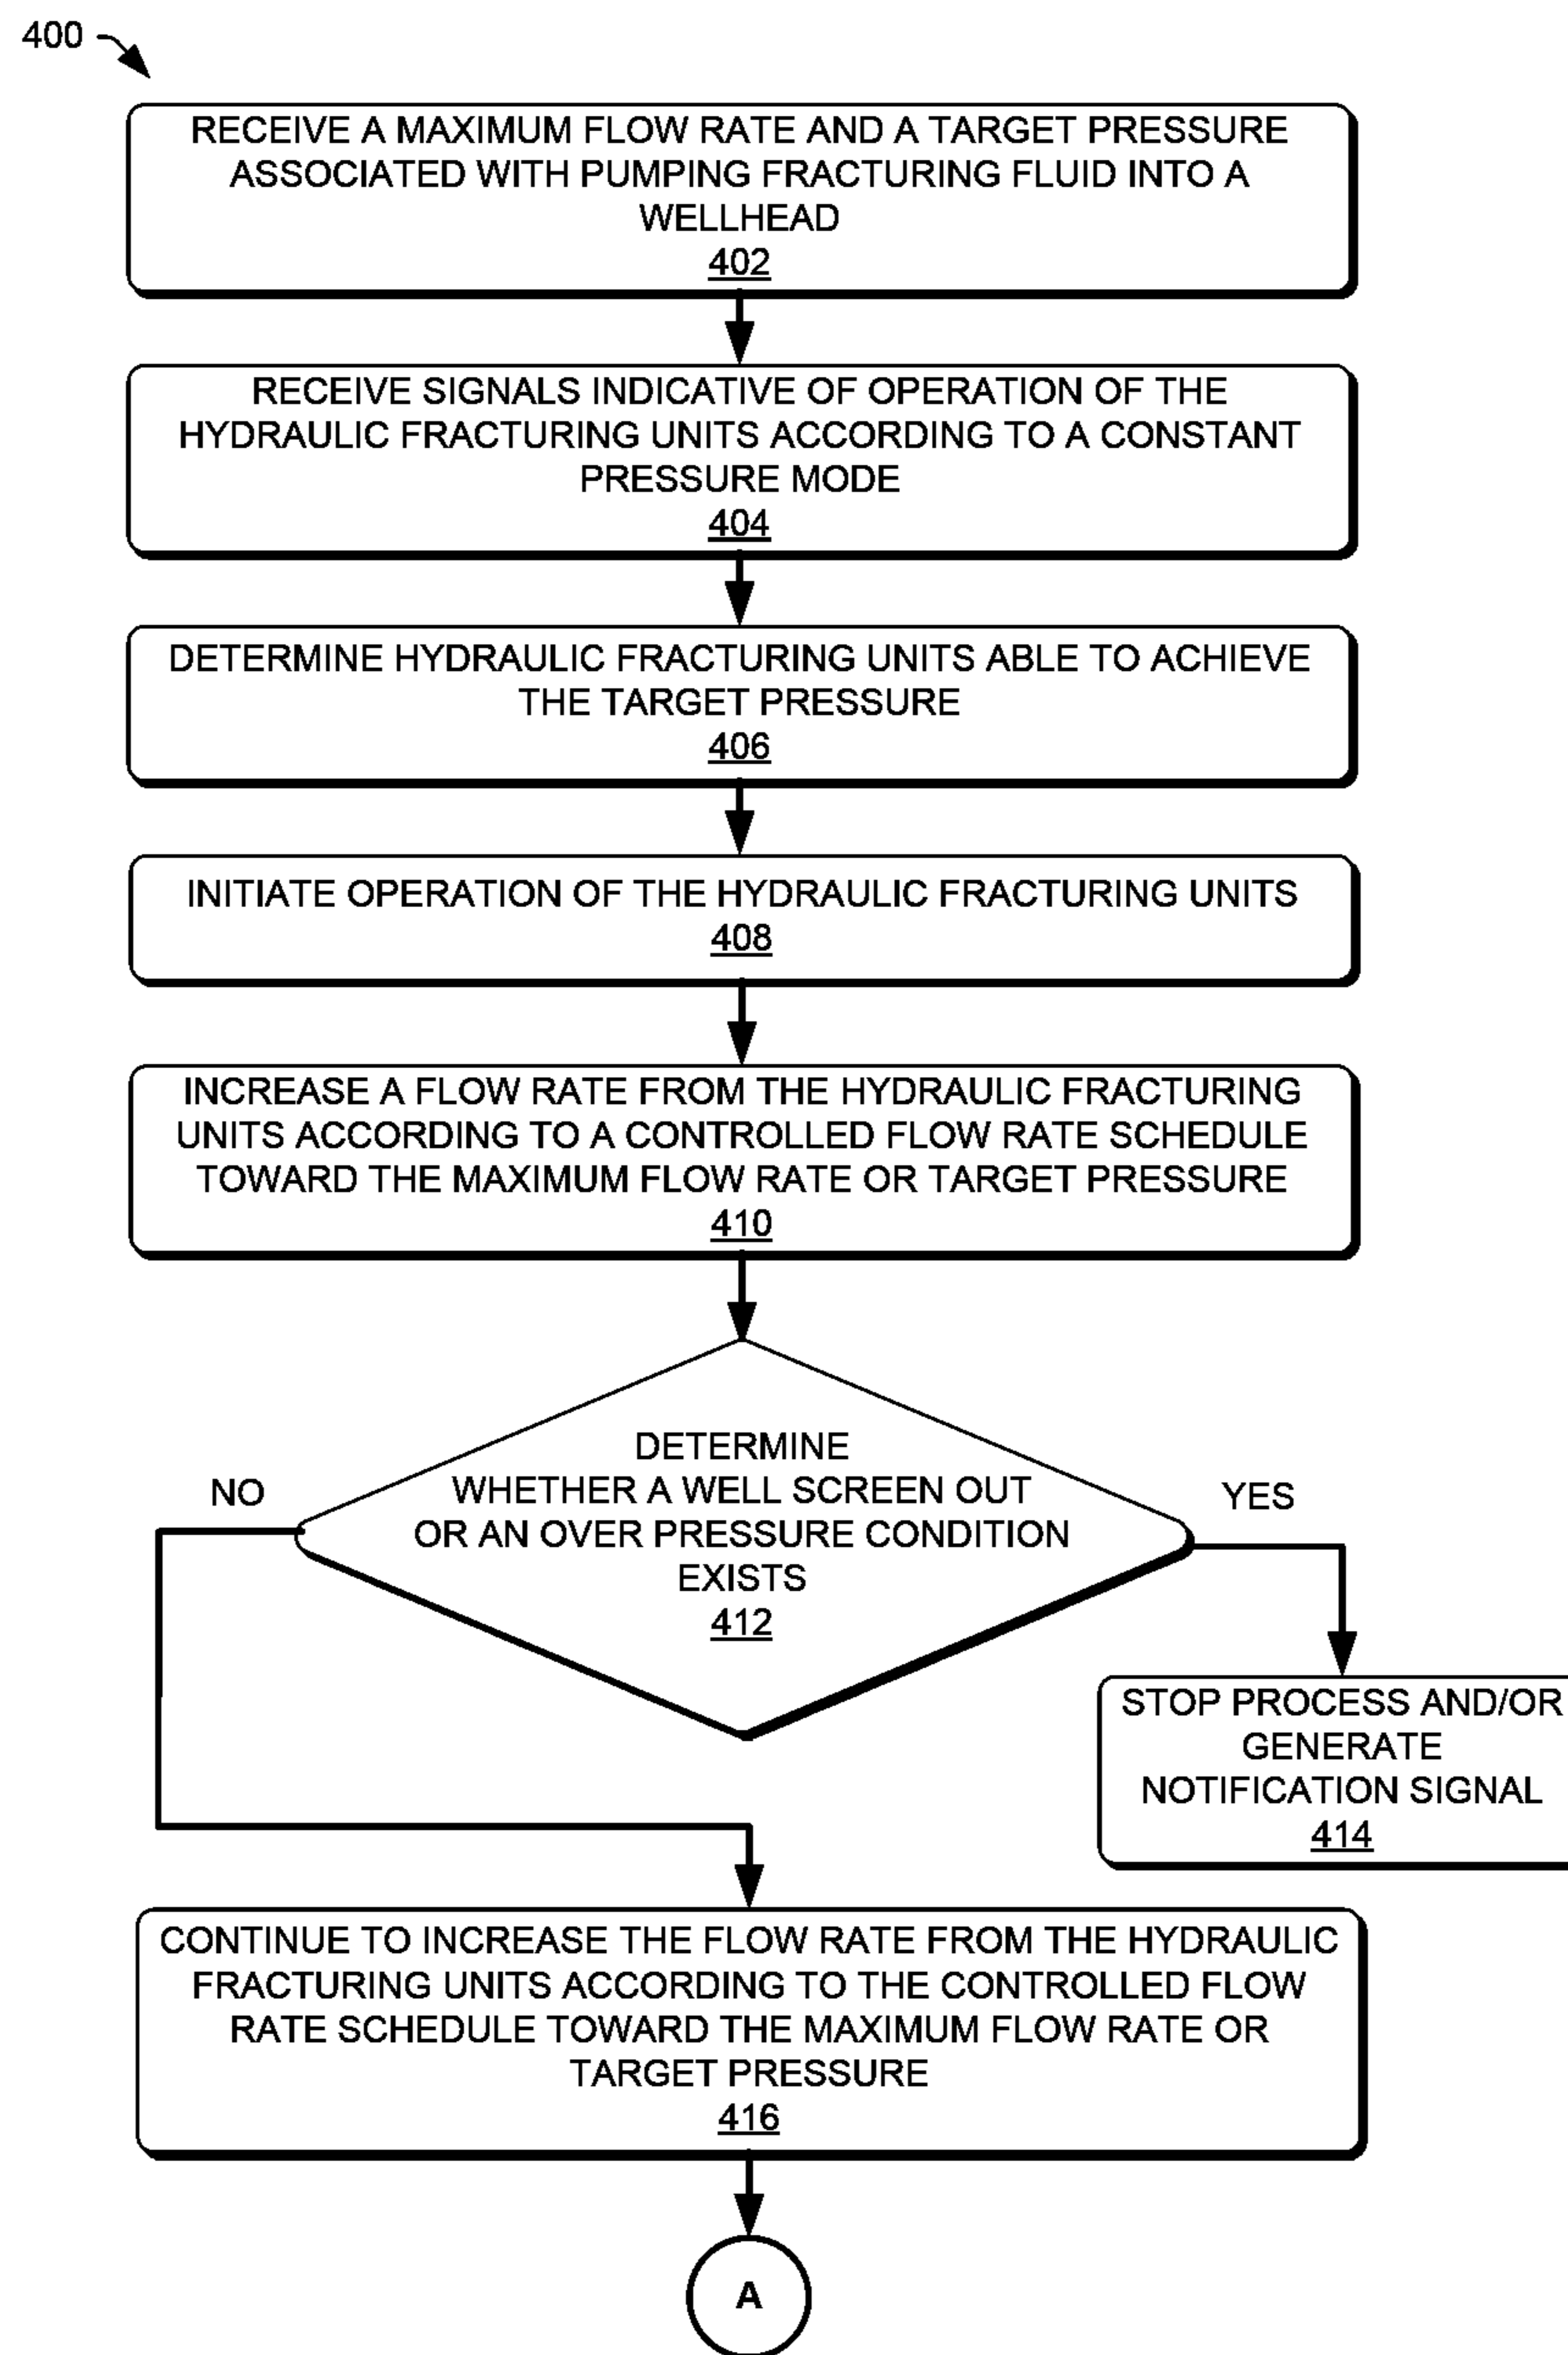 400
RECEIVE A MAXIMUM FLOW RATE AND A TARGET PRESSURE
ASSOCIATED WITH PUMPING FRACTURING FLUID INTO A
WELLHEAD
402
RECEIVE SIGNALS INDICATIVE OF OPERATION OF THE
HYDRAULIC FRACTURING UNITS ACCORDING TO A CONSTANT
PRESSURE MODE
404
DETERMINE HYDRAULIC FRACTURING UNITS ABLE TO ACHIEVE
THE TARGET PRESSURE
406
INITIATE OPERATION OF THE HYDRAULIC FRACTURING UNITS
408
INCREASE A FLOW RATE FROM THE HYDRAULIC FRACTURING
UNITS ACCORDING TO A CONTROLLED FLOW RATE SCHEDULE
TOWARD THE MAXIMUM FLOW RATE OR TARGET PRESSURE
410
DETERMINE
WHETHER A WELL SCREEN OUT
OR AN OVER PRESSURE CONDITION
EXISTS
412
NO
YES
STOP PROCESS AND/OR
GENERATE
NOTIFICATION SIGNAL
414
CONTINUE TO INCREASE THE FLOW RATE FROM THE HYDRAULIC
FRACTURING UNITS ACCORDING TO THE CONTROLLED FLOW
RATE SCHEDULE TOWARD THE MAXIMUM FLOW RATE OR
TARGET PRESSURE
416
A